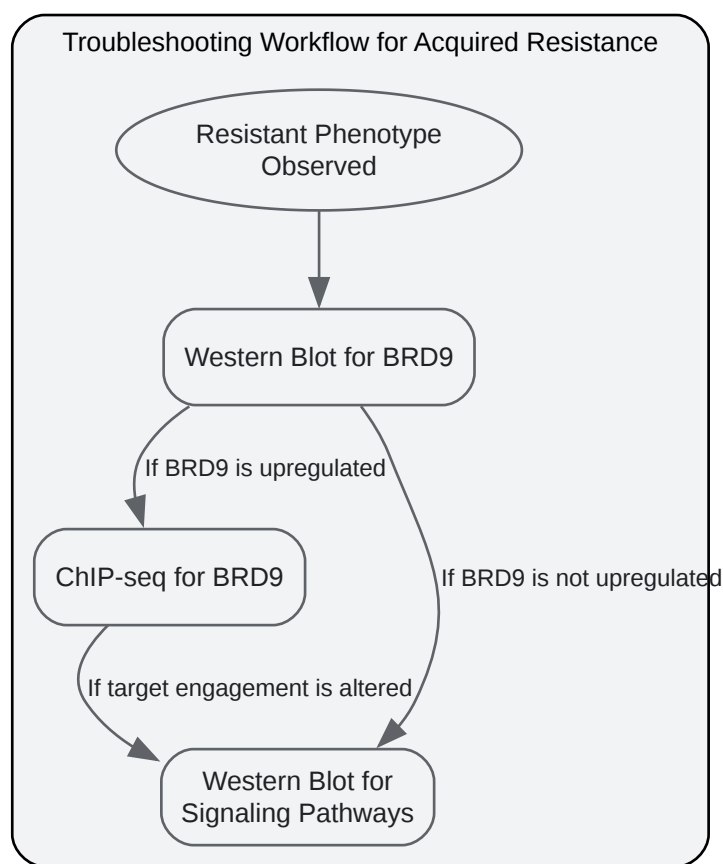 Troubleshooting Workflow for Acquired Resistance
Resistant Phenotype
Observed
Western Blot for BRD9
If BRD9 is upregulated
ChIP-seq for BRD9
If BRD9 is not upregulated
If target engagement is altered
Western Blot for
Signaling Pathways